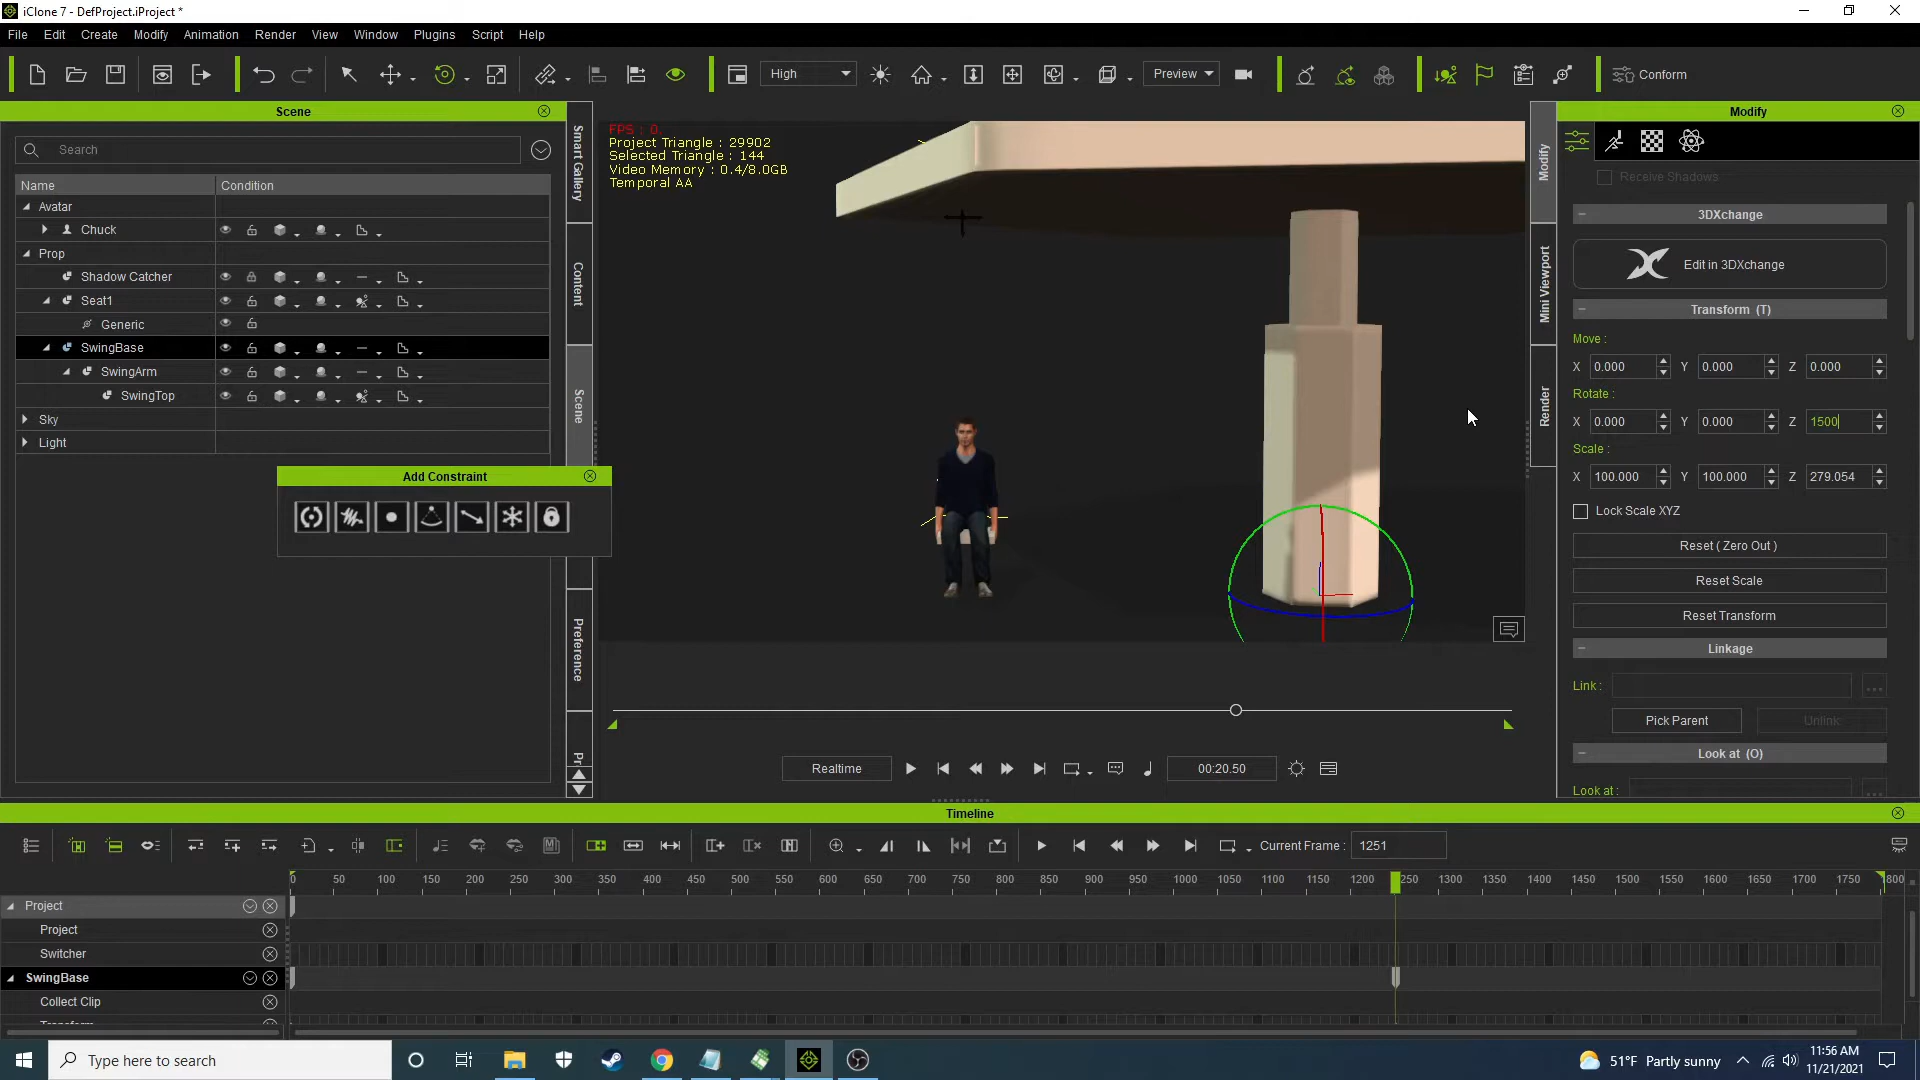 iClone 7 - DefProject.iProject *
File Edit Create Modify Animation Render View Window Plugins Script Help
High Preview Conform
Scene
Search
Name Condition
Avatar
Chuck
Prop
Shadow Catcher
Seat1
Generic
SwingBase
SwingArm
SwingTop
Sky
Light
Add Constraint
Smart Gallery
Content
Scene
Preference
Pr
FPS : 0.
Project Triangle : 29902
Selected Triangle : 144
Video Memory : 0.4/8.0GB
Temporal AA
Modify
Mini Viewport
Render
Modify
Receive Shadows
3DXchange
Edit in 3DXchange
Transform (T)
Move :
X 0.000 Y 0.000 Z 0.000
Rotate :
X 0.000 Y 0.000 Z 1500
Scale :
X 100.000 Y 100.000 Z 279.054
Lock Scale XYZ
Reset ( Zero Out )
Reset Scale
Reset Transform
Linkage
Link :
Pick Parent Unlink
Look at (O)
Look at :
Realtime 00:20.50
Timeline
Current Frame : 1251
0 50 100 150 200 250 300 350 400 450 500 550 600 650 700 750 800 850 900 950 1000 1050 1100 1150 1200 250 1300 1350 1400 1450 1500 1550 1600 1650 1700 1750 800
Project
Project
Switcher
SwingBase
Collect Clip
Type here to search
51°F Partly sunny
11:56 AM
11/21/2021